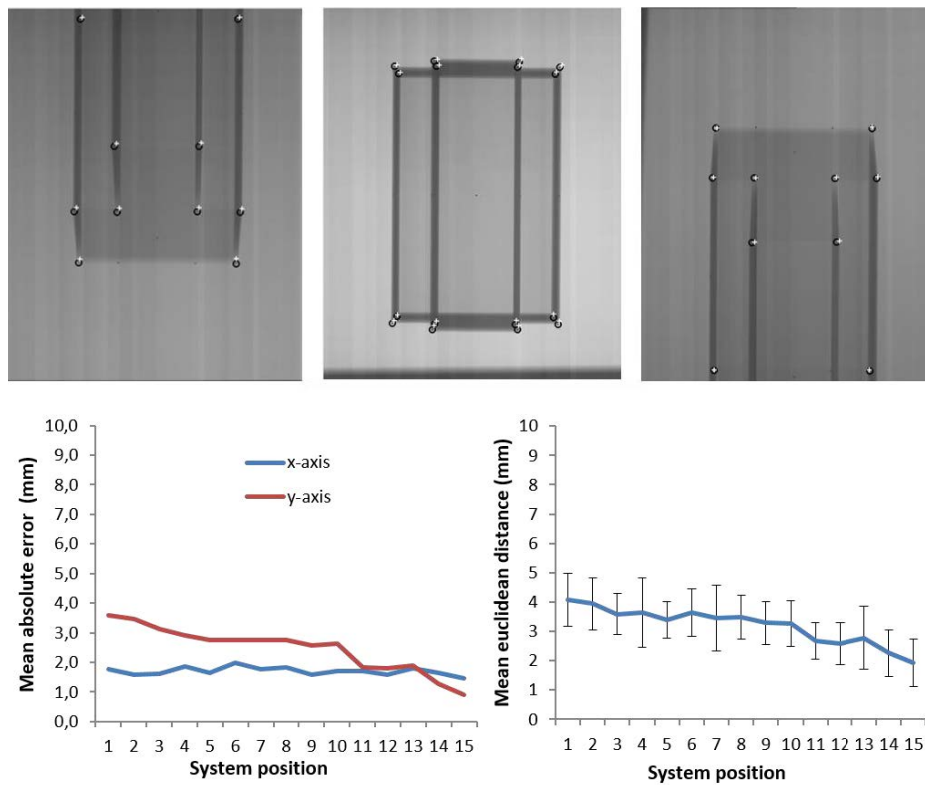 10,0
9,0
8,0
7,0
6,0
5,0
4,0
3,0
2,0
1,0
0,0
Mean absolute error (mm)
x-axis
y-axis
1 2 3 4 5 6 7 8 9 10 11 12 13 14 15
System position
10
9
8
7
6
5
4
3
2
1
0
Mean euclidean distance (mm)
1 2 3 4 5 6 7 8 9 10 11 12 13 14 15
System position